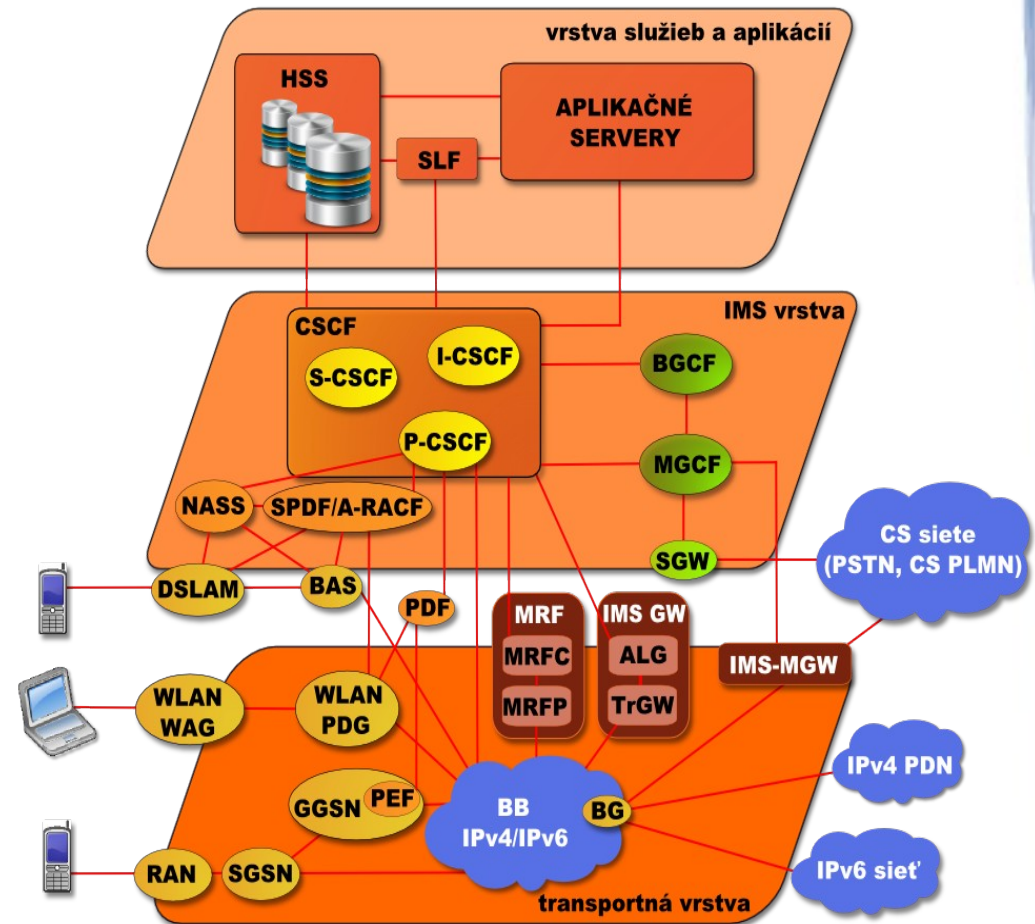 vrstva služieb a aplikácií
HSS
APLIKAČNÉ
SERVERY
SLF
IMS vrstva
CSCF
I-CSCF
S-CSCF
BGCF
P-CSCF
MGCF
NASS
SPDF/A-RACF
CS siete
(PSTN, CS PLMN)
SGW
DSLAM
BAS
PDF
MRF
IMS GW
MRFC
ALG
IMS-MGW
WLAN
WAG
WLAN
PDG
MRFP
TrGW
IPv4 PDN
GGSN
PEF
BB
IPv4/IPv6
BG
RAN
SGSN
IPv6 sieť
transportná vrstva